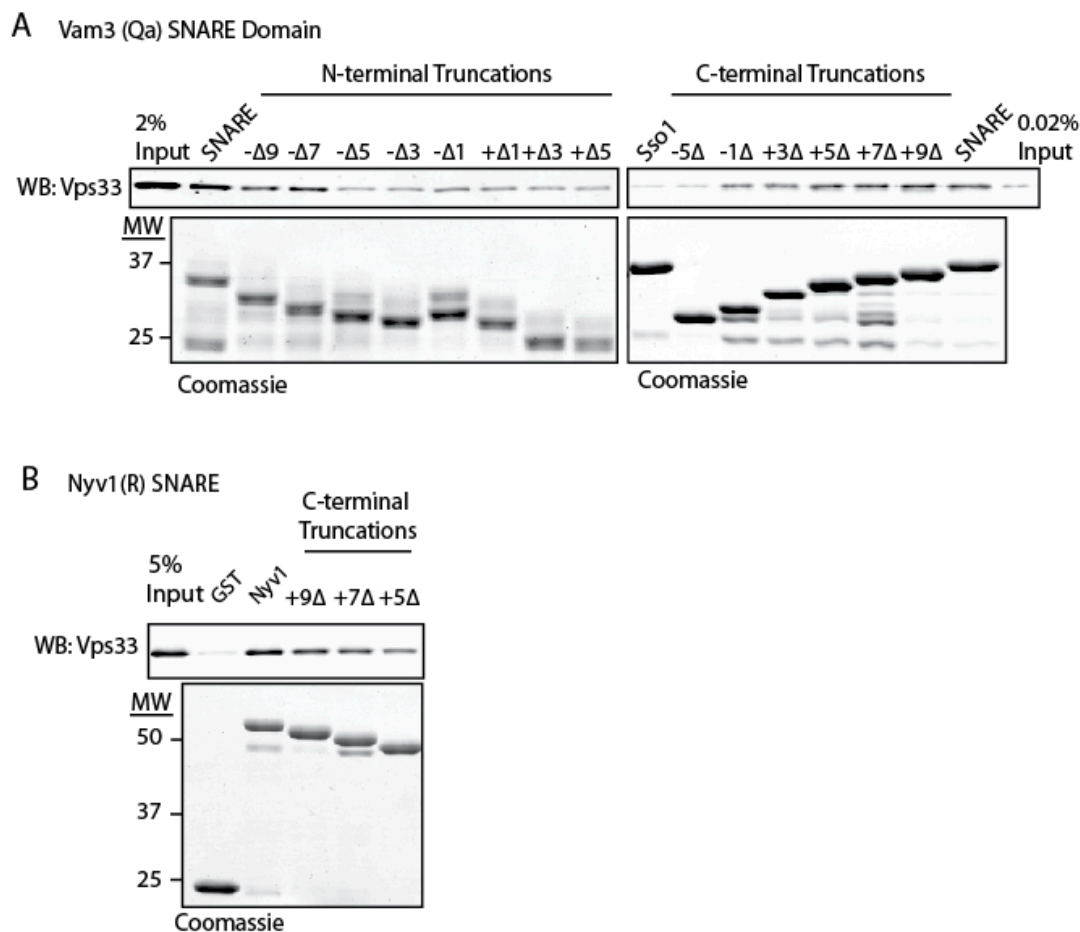 A Vam3 (Qa) SNARE Domain
N-terminal Truncations
C-terminal Truncations
2% Input SNARE -Δ9 -Δ7 -Δ5 -Δ3 -Δ1 +Δ1 +Δ3 +Δ5
Sso1 -5Δ -1Δ +3Δ +5Δ +7Δ +9Δ SNARE 0.02% Input
WB: Vps33
MW
37
25
Coomassie
Coomassie
B Nyv1(R) SNARE
C-terminal
Truncations
5%
Input GST Nyv1 +9Δ +7Δ +5Δ
WB: Vps33
MW
50
37
25
Coomassie